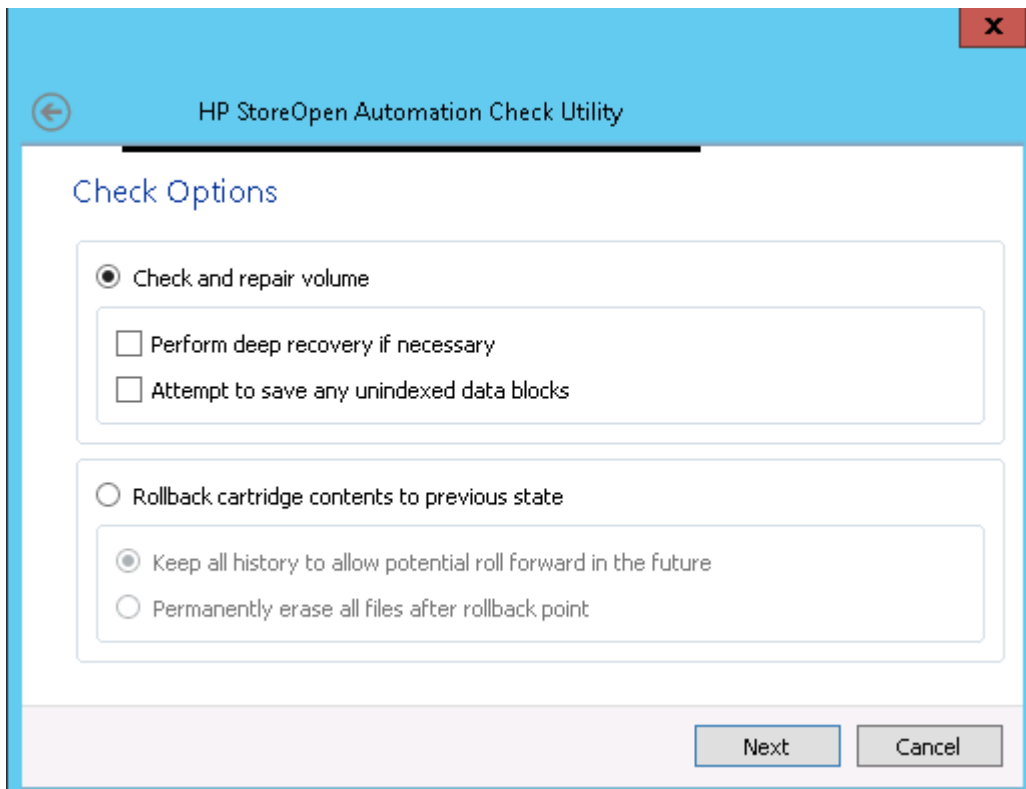 x
HP StoreOpen Automation Check Utility
Check Options
Check and repair volume
Perform deep recovery if necessary
Attempt to save any unindexed data blocks
Rollback cartridge contents to previous state
Keep all history to allow potential roll forward in the future
Permanently erase all files after rollback point
Next Cancel